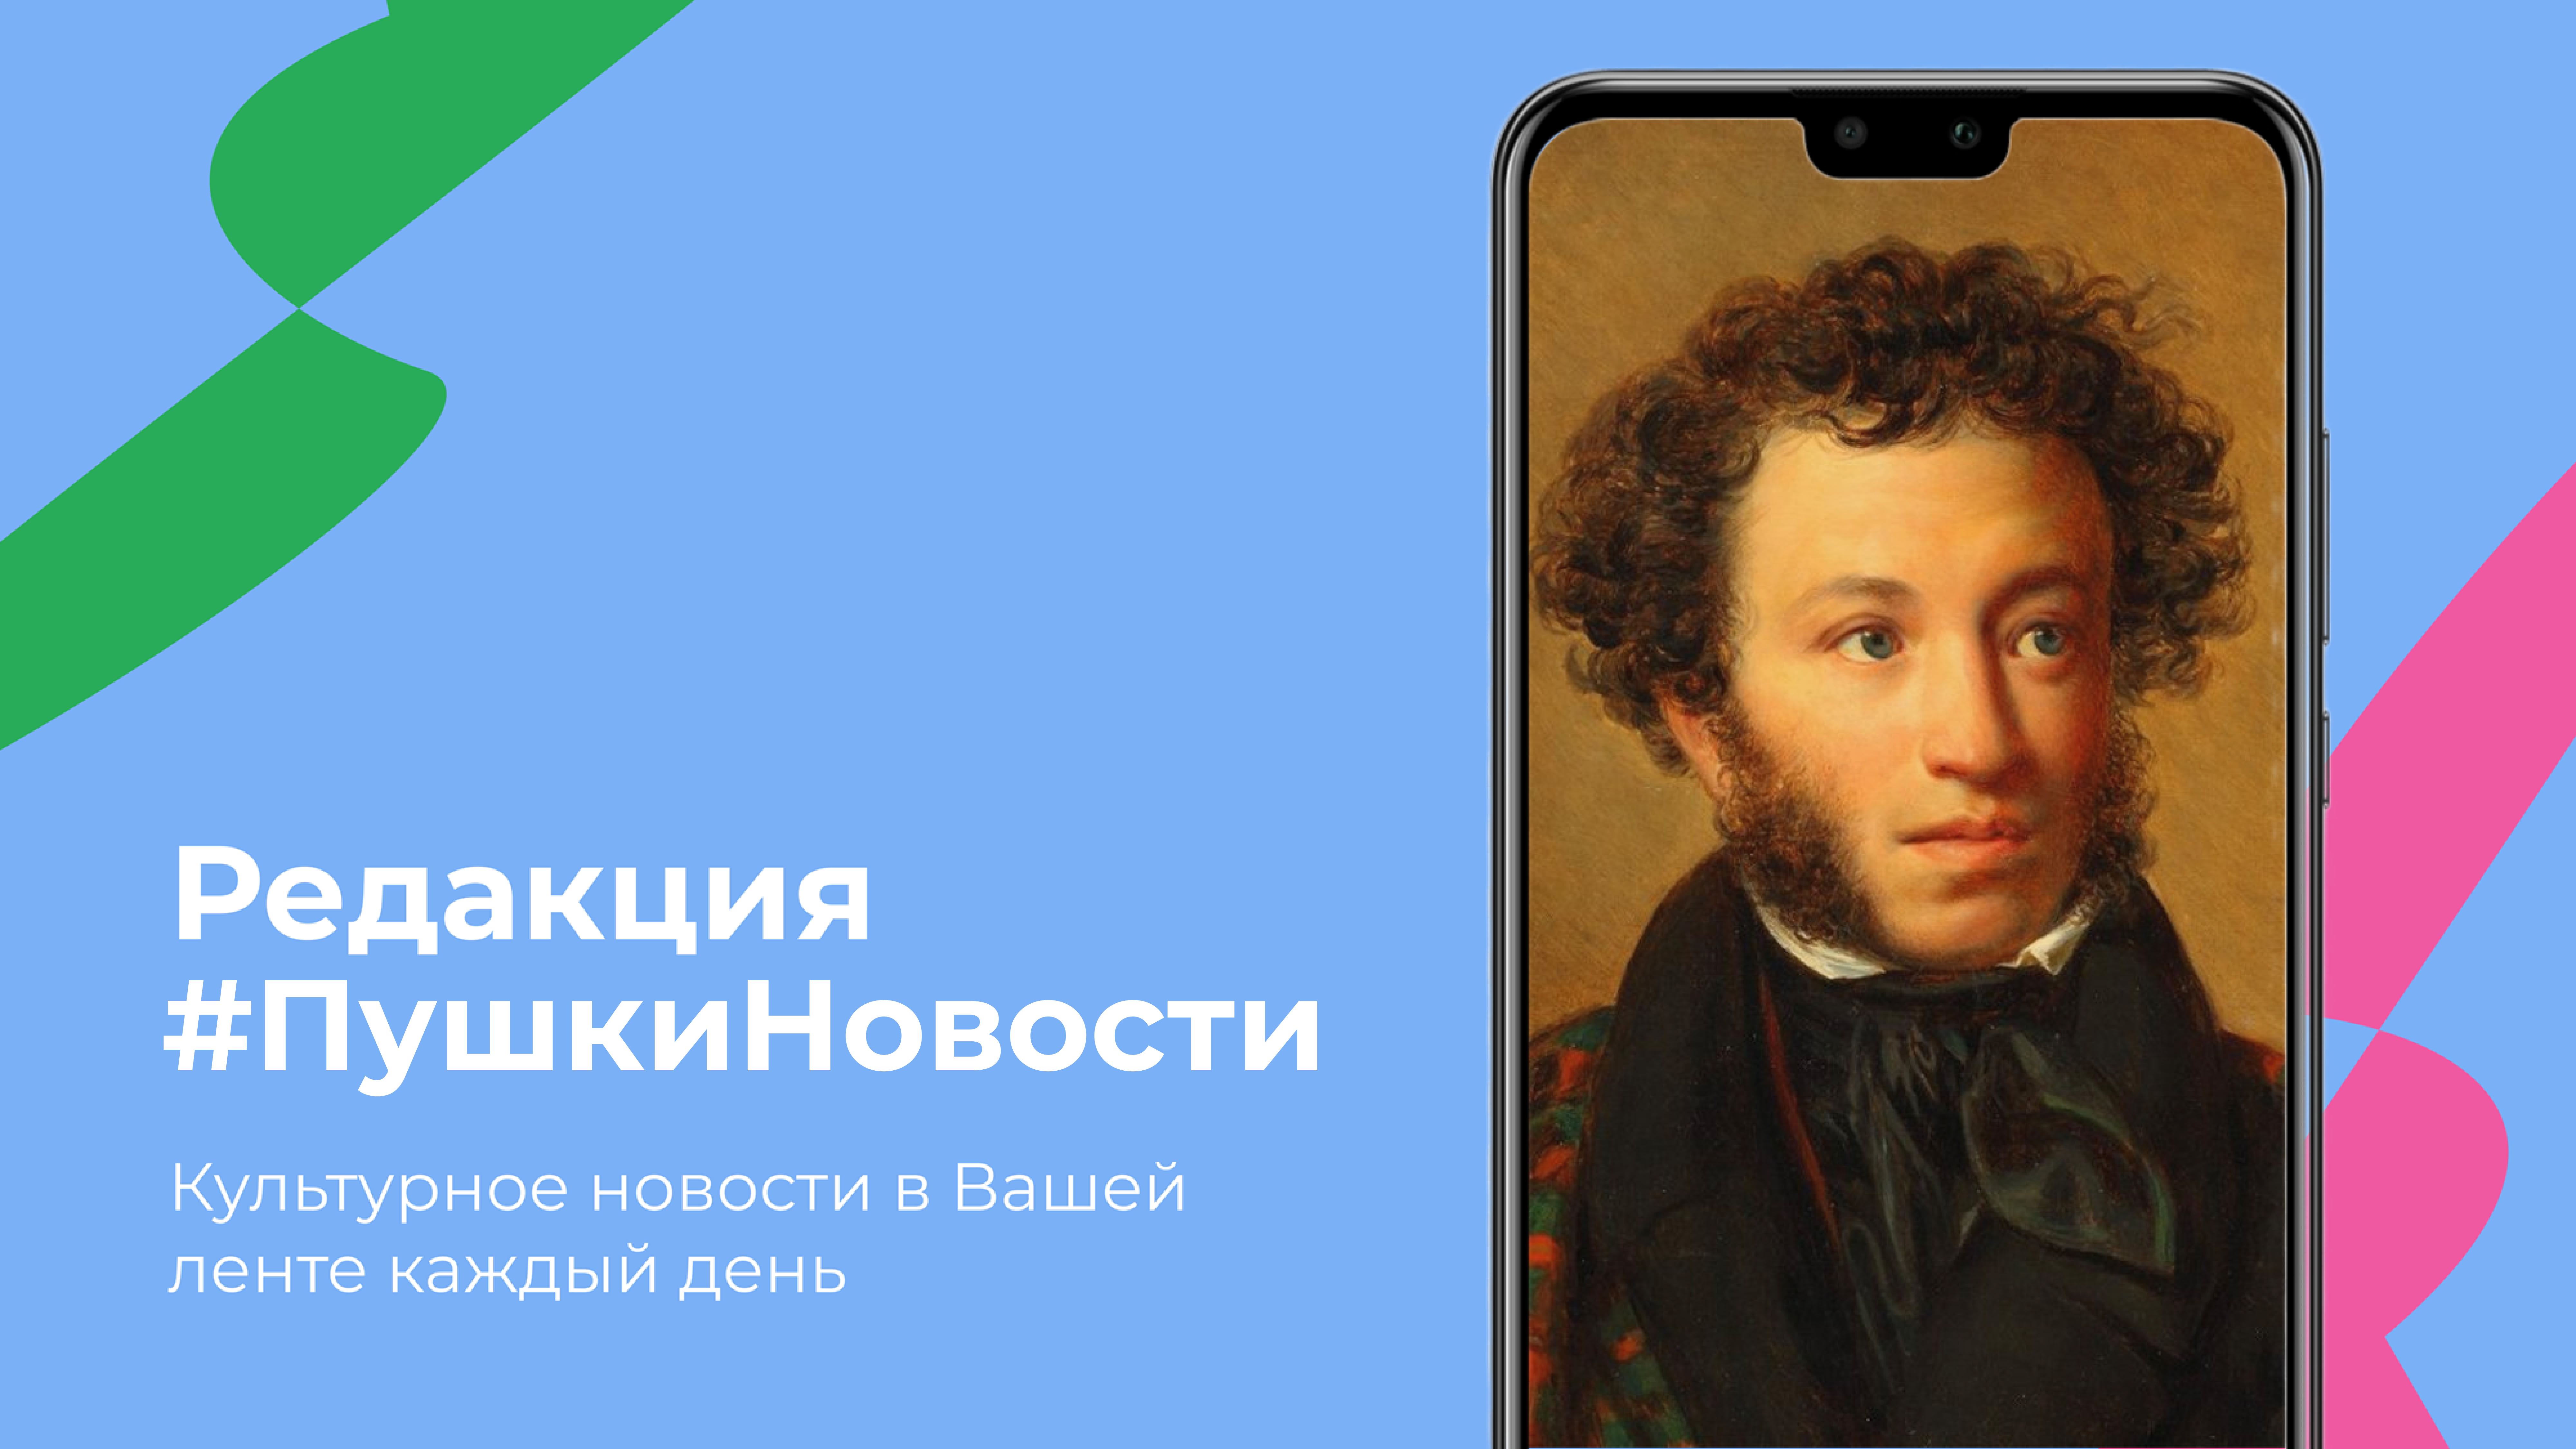 Редакция
#ПушкиНовости
Культурное новости в Вашей
ленте каждый день